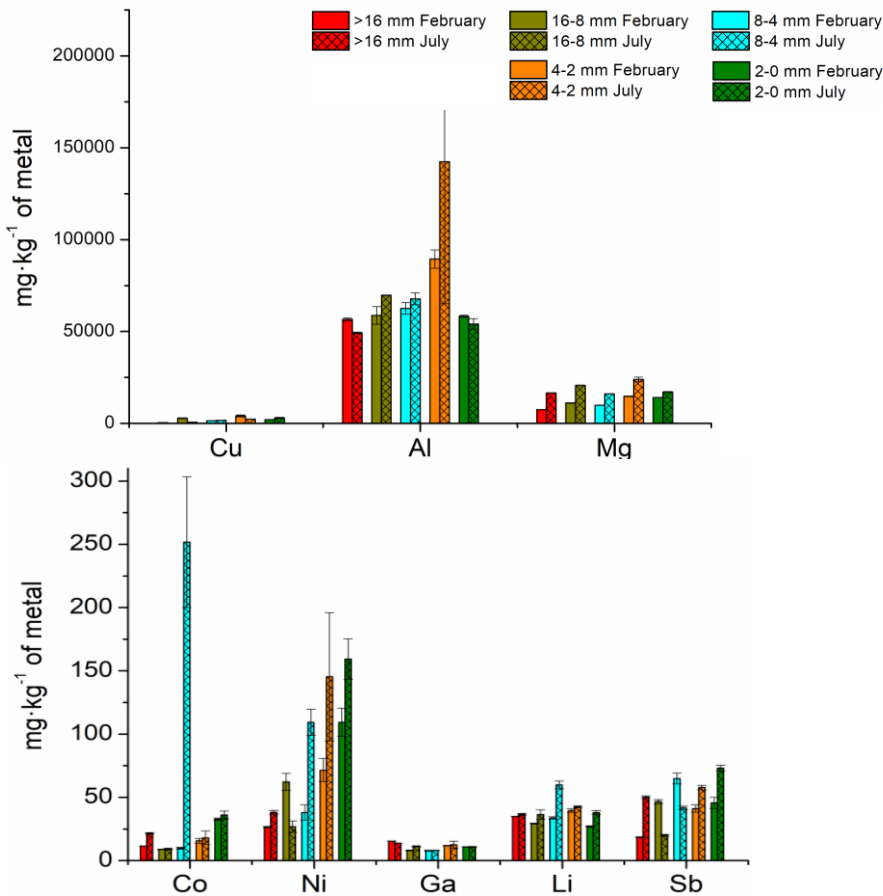 >16 mm February 16-8 mm February 8-4 mm February
>16 mm July 16-8 mm July 8-4 mm July
4-2 mm February 2-0 mm February
4-2 mm July 2-0 mm July
mg·kg⁻¹ of metal
225000
200000
150000
100000
50000
0
Cu Al Mg
mg·kg⁻¹ of metal
300
250
200
150
100
50
0
Co Ni Ga Li Sb